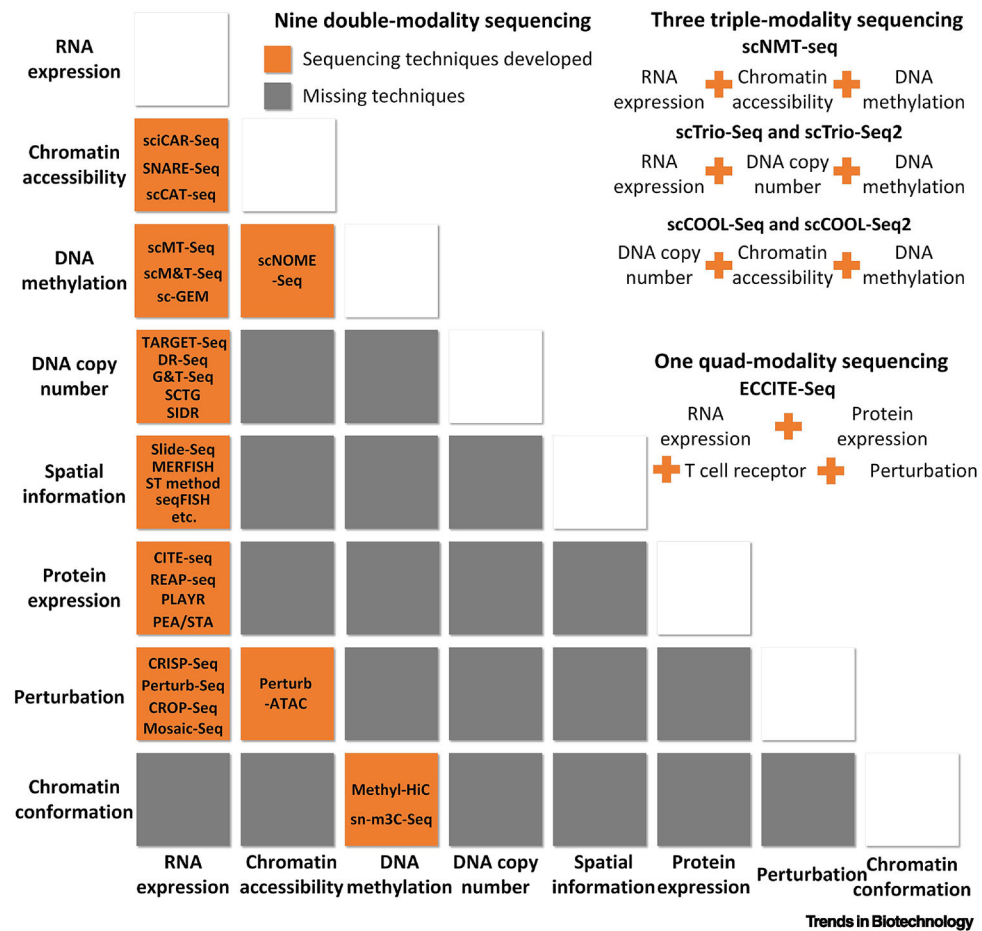 Nine double-modality sequencing
Sequencing techniques developed
Missing techniques
Three triple-modality sequencing
scNMT-seq
RNA expression + Chromatin accessibility + DNA methylation
scTrio-Seq and scTrio-Seq2
RNA expression + DNA copy number + DNA methylation
scCOOL-Seq and scCOOL-Seq2
DNA copy number + Chromatin accessibility + DNA methylation
One quad-modality sequencing
ECCITE-Seq
RNA expression + Protein expression
+ T cell receptor + Perturbation
RNA
expression
Chromatin
accessibility
sciCAR-Seq
SNARE-Seq
scCAT-seq
DNA
methylation
scMT-Seq
scM&T-Seq
sc-GEM
scNOME
-Seq
DNA copy
number
TARGET-Seq
DR-Seq
G&T-Seq
SCTG
SIDR
Spatial
information
Slide-Seq
MERFISH
ST method
seqFISH
etc.
Protein
expression
CITE-seq
REAP-seq
PLAYR
PEA/STA
Perturbation
CRISP-Seq
Perturb-Seq
CROP-Seq
Mosaic-Seq
Perturb
-ATAC
Chromatin
conformation
Methyl-HiC
sn-m3C-Seq
RNA
expression
Chromatin
accessibility
DNA
methylation
DNA copy
number
Spatial
information
Protein
expression
Perturbation
Chromatin
conformation
Trends in Biotechnology